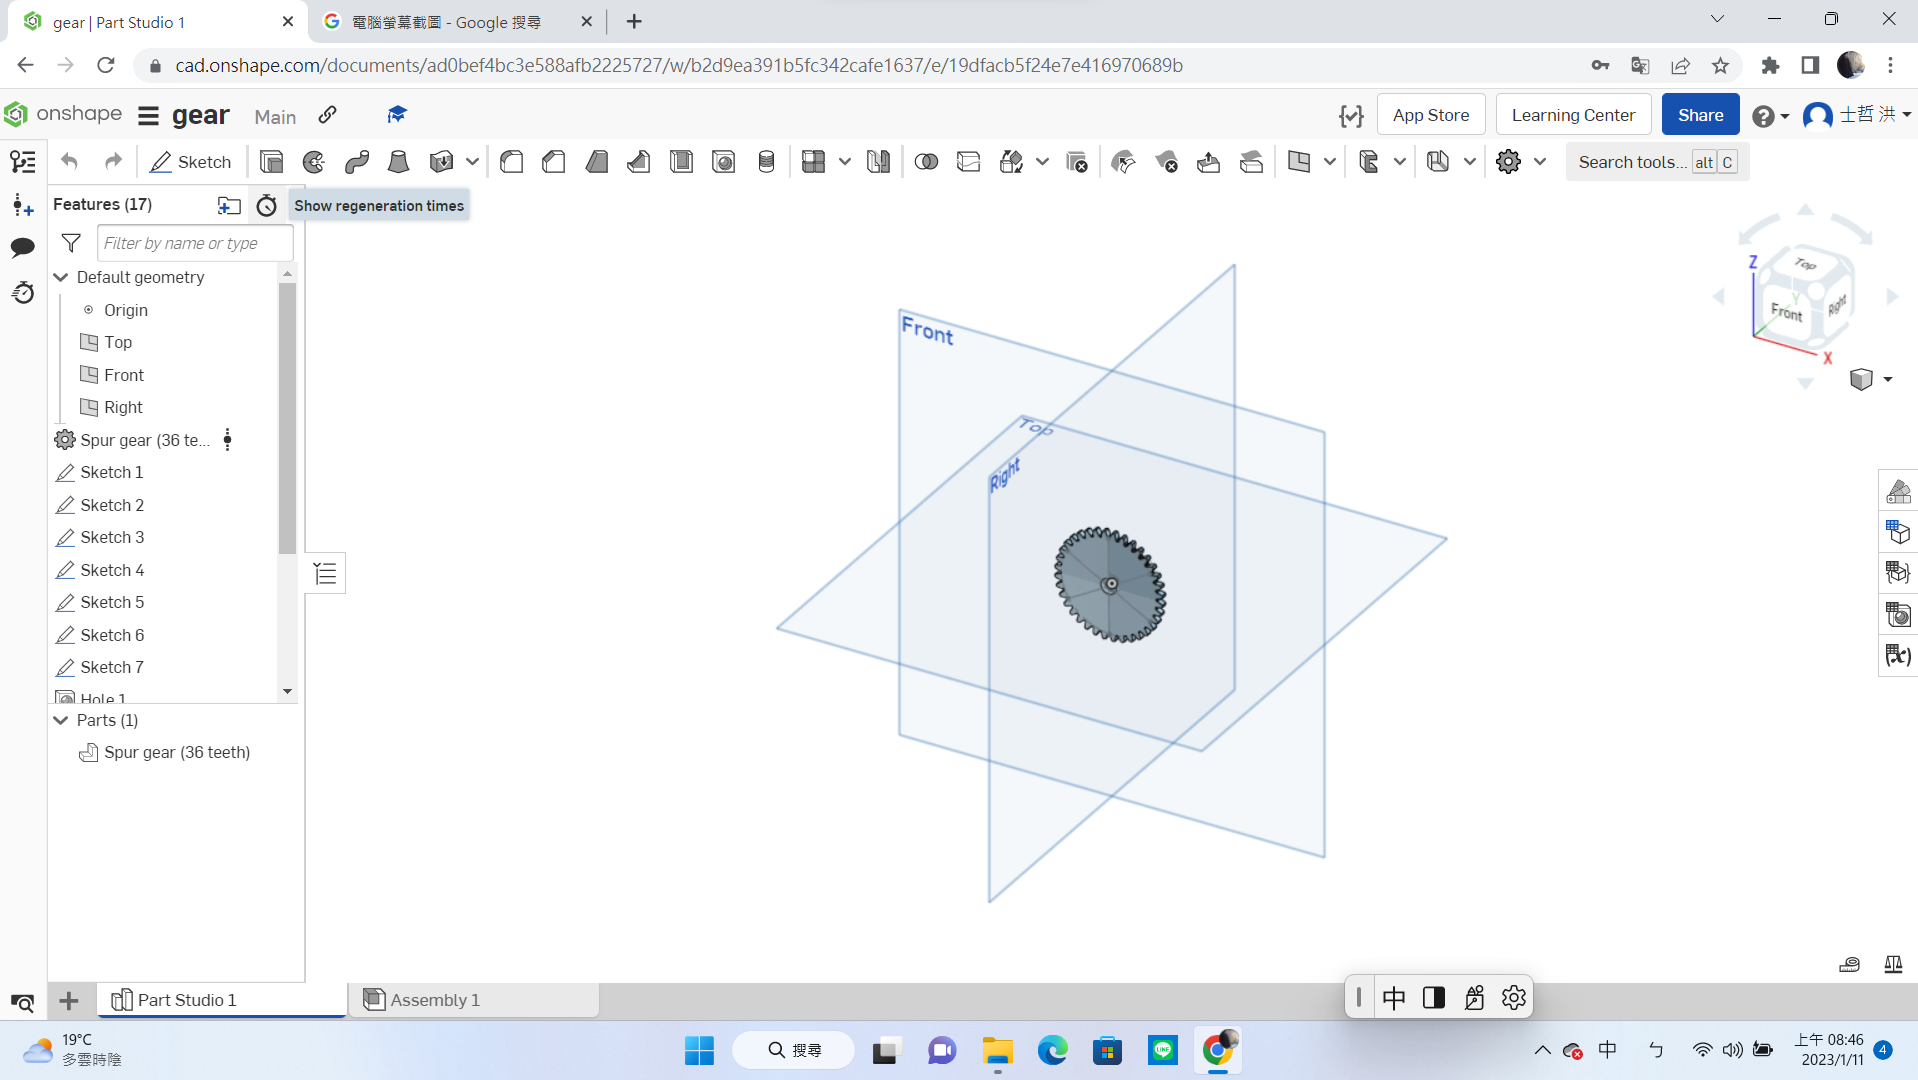 gear | Part Studio 1
電腦螢幕截圖 - Google 搜尋
cad.onshape.com/documents/ad0bef4bc3e588afb2225727/w/b2d9ea391b5fc342cafe1637/e/19dfacb5f24e7e416970689b
onshape
gear
Main
App Store
Learning Center
Share
士哲 洪
Sketch
Search tools... alt C
Features (17)
Show regeneration times
Filter by name or type
Default geometry
Origin
Top
Front
Right
Spur gear (36 te...
Sketch 1
Sketch 2
Sketch 3
Sketch 4
Sketch 5
Sketch 6
Sketch 7
Hole 1
Parts (1)
Spur gear (36 teeth)
Front
Top
Right
Z
Top
Y
Front
Right
X
(x)
Part Studio 1
Assembly 1
中
19°C
多雲時陰
搜尋
LINE
中
ㄅ
上午 08:46
2023/1/11
4